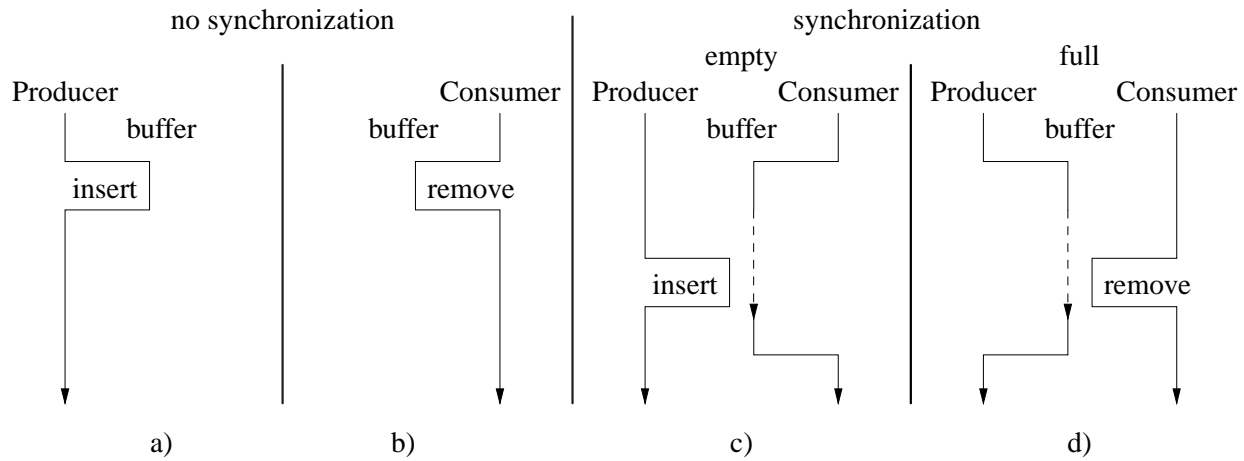 no synchronization
synchronization
empty
full
Producer
Consumer
Producer
Consumer
Producer
Consumer
buffer
buffer
buffer
buffer
insert
remove
insert
remove
a)
b)
c)
d)